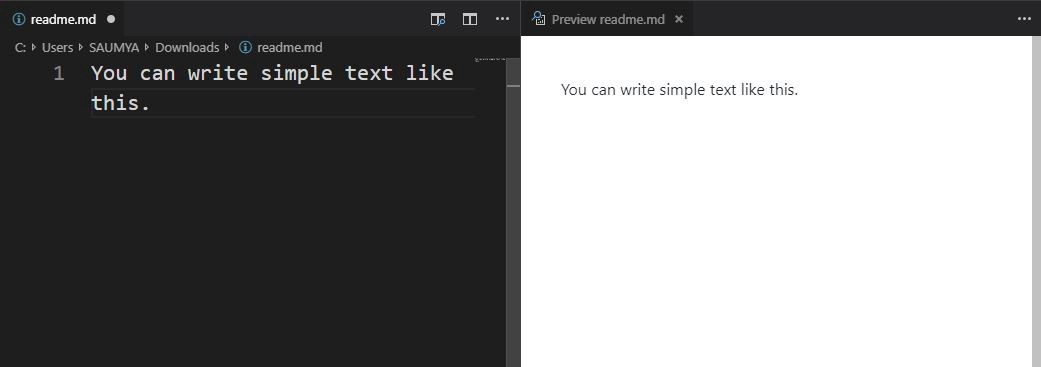 readme.md
C: Users SAUMYA Downloads readme.md
1 You can write simple text like
this.
Preview readme.md
You can write simple text like this.